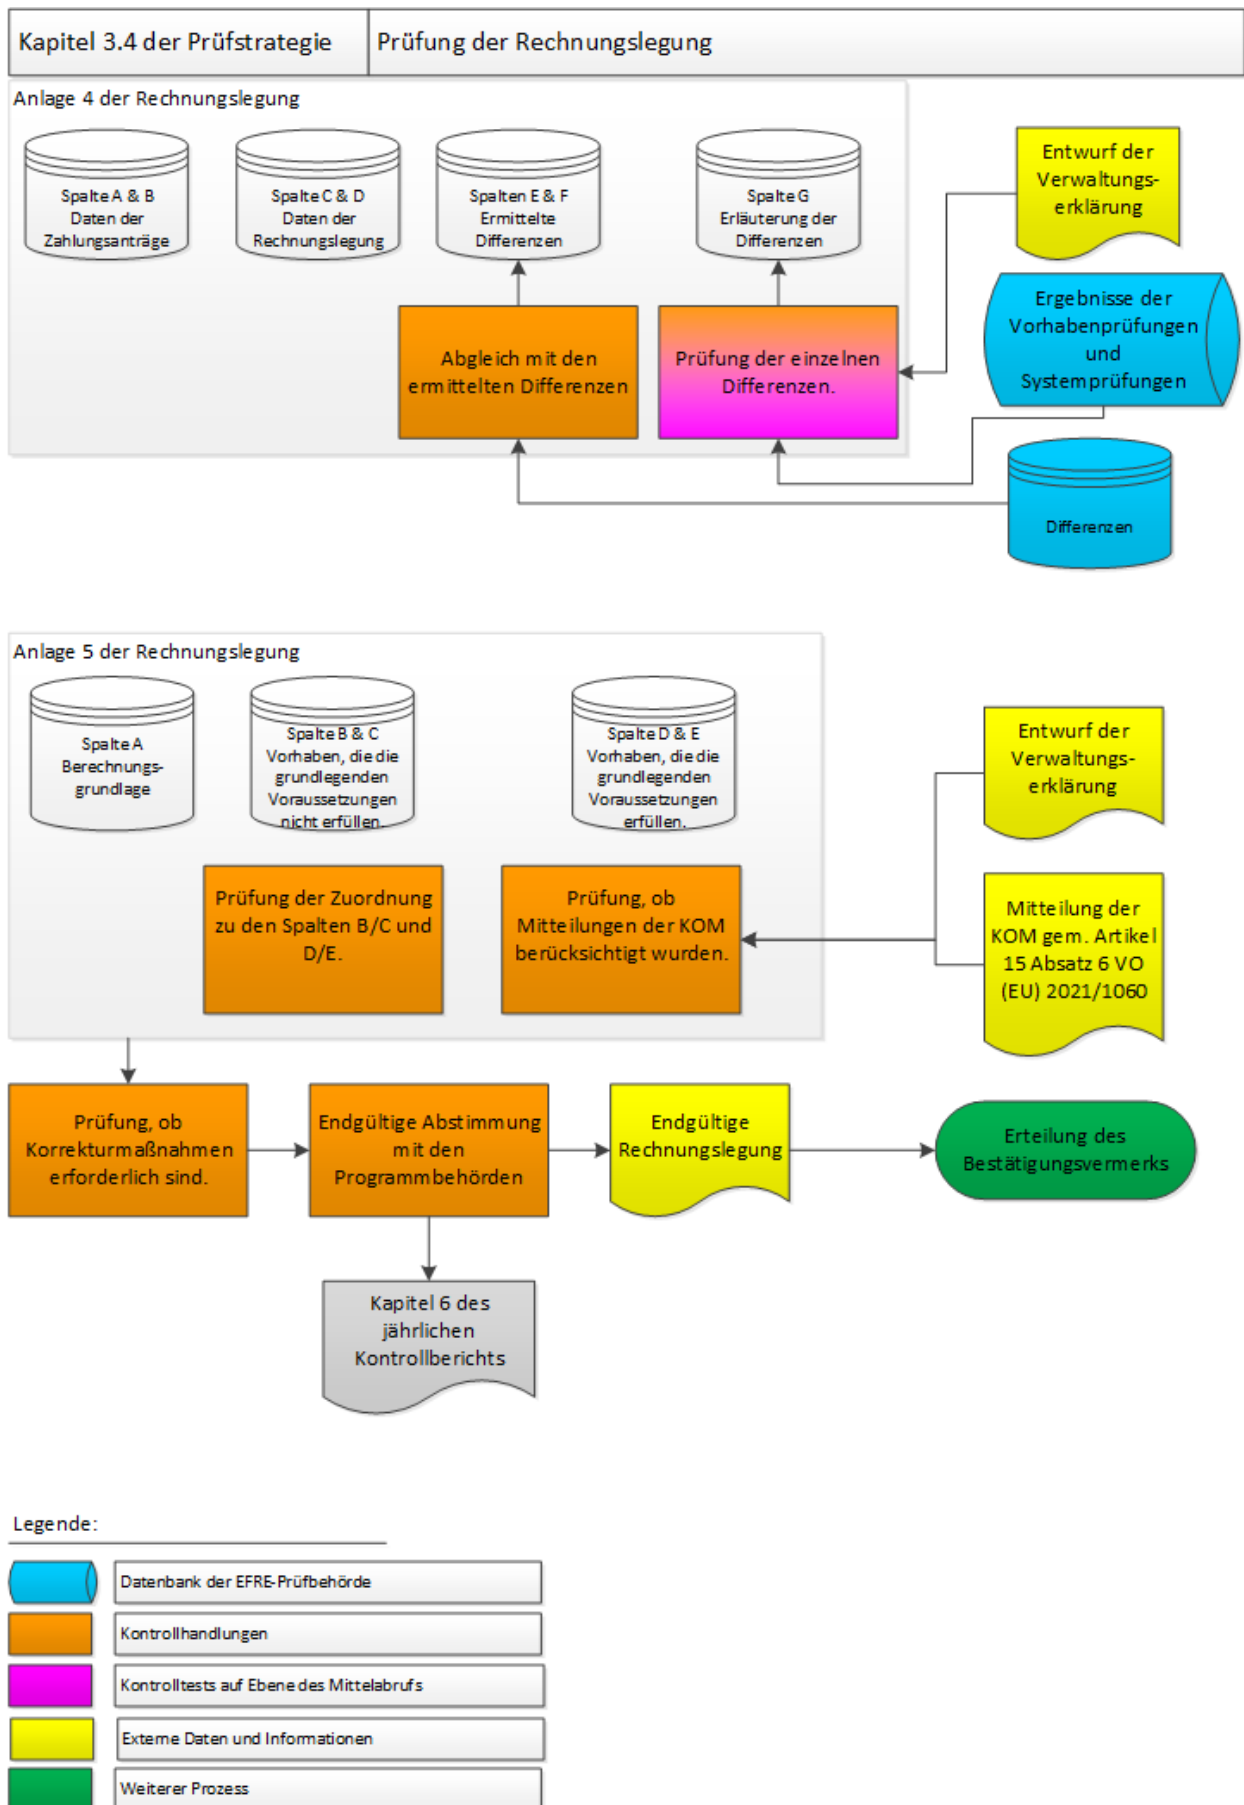 Kapitel 3.4 der Prüfstrategie
Prüfung der Rechnungslegung
Anlage 4 der Rechnungslegung
Spalte A & B
Daten der
Zahlungsanträge
Spalte C & D
Daten der
Rechnungslegung
Spalten E & F
Ermittelte
Differenzen
Spalte G
Erläuterung der
Differenzen
Entwurf der
Verwaltungs-
erklärung
Ergebnisse der
Vorhabenprüfungen
und
Systemprüfungen
Abgleich mit den
ermittelten Differenzen
Prüfung der einzelnen
Differenzen.
Differenzen
Anlage 5 der Rechnungslegung
Spalte A
Berechnungs-
grundlage
Spalte B & C
Vorhaben, die die
grundlegenden
Voraussetzungen
nicht erfüllen.
Spalte D & E
Vorhaben, die die
grundlegenden
Voraussetzungen
erfüllen.
Entwurf der
Verwaltungs-
erklärung
Prüfung der Zuordnung
zu den Spalten B/C und
D/E.
Prüfung, ob
Mitteilungen der KOM
berücksichtigt wurden.
Mitteilung der
KOM gem. Artikel
15 Absatz 6 VO
(EU) 2021/1060
Prüfung, ob
Korrekturmaßnahmen
erforderlich sind.
Endgültige Abstimmung
mit den
Programmbehörden
Endgültige
Rechnungslegung
Erteilung des
Bestätigungsvermerks
Kapitel 6 des
jährlichen
Kontrollberichts
Legende:
Datenbank der EFRE-Prüfbehörde
Kontrollhandlungen
Kontrolltests auf Ebene des Mittelabrufs
Externe Daten und Informationen
Weiterer Prozess